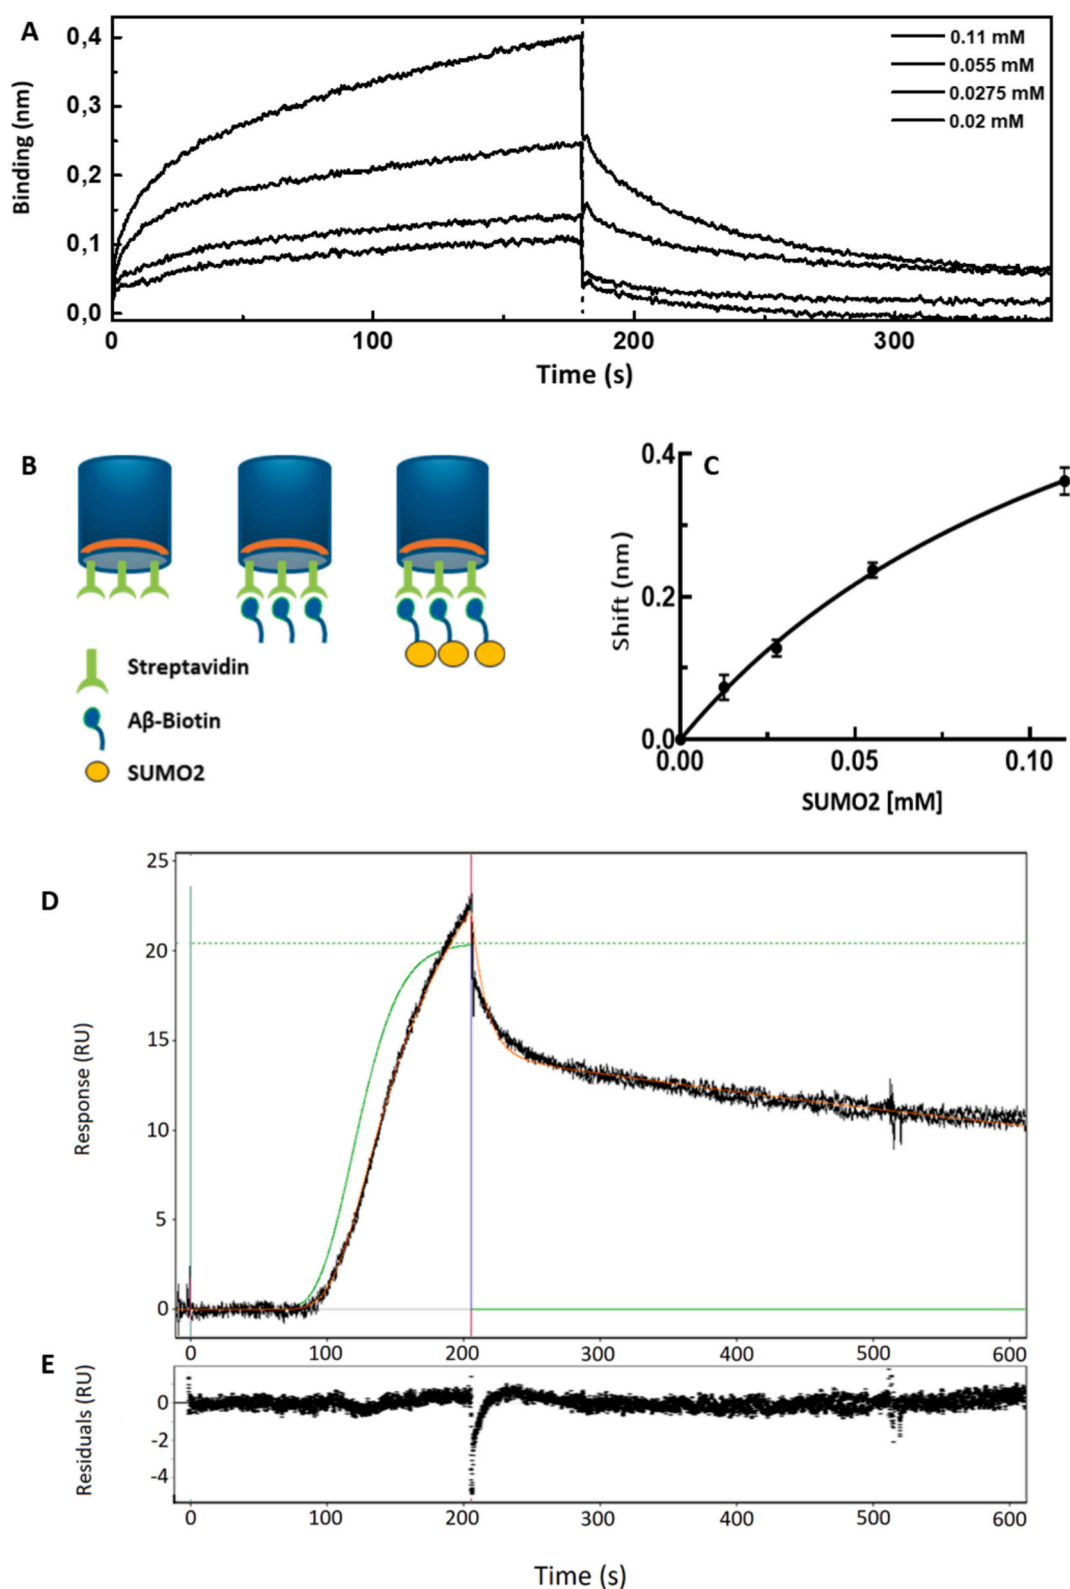 A
0,4
0,3
0,2
0,1
0,0
Binding (nm)
0.11 mM
0.055 mM
0.0275 mM
0.02 mM
0
100
200
300
Time (s)
B
Streptavidin
Aβ-Biotin
SUMO2
C
0.4
0.2
0.0
Shift (nm)
0.00
0.05
0.10
SUMO2 [mM]
D
25
20
15
10
5
0
Response (RU)
0
100
200
300
400
500
600
E
0
-2
-4
Residuals (RU)
0
100
200
300
400
500
600
Time (s)